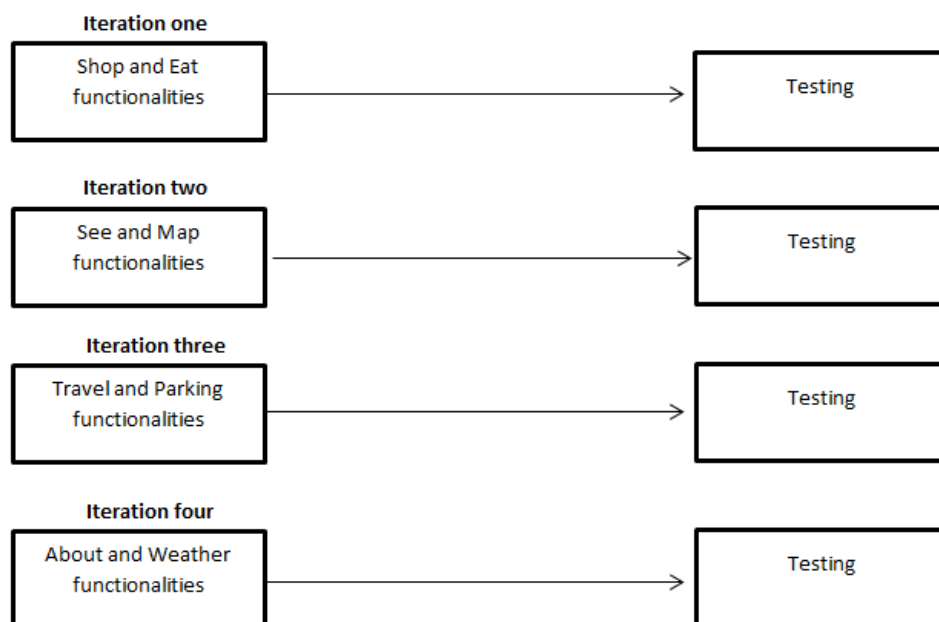 Iteration one
Shop and Eat
functionalities
Testing
Iteration two
See and Map
functionalities
Testing
Iteration three
Travel and Parking
functionalities
Testing
Iteration four
About and Weather
functionalities
Testing